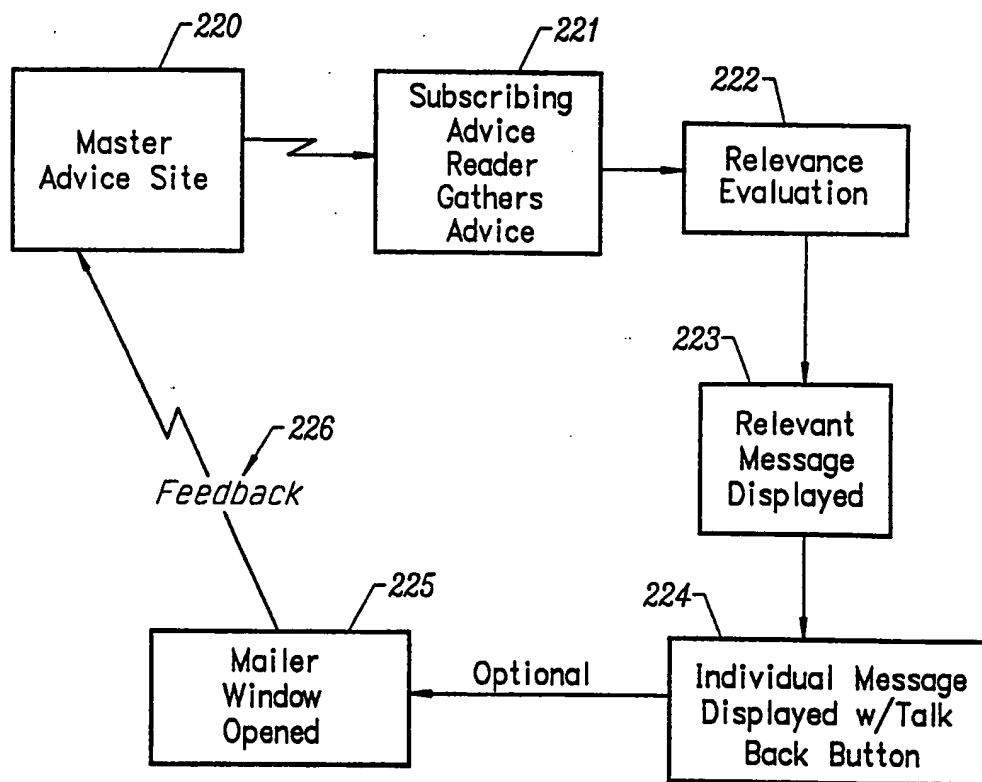 220
Master
Advice Site
221
Subscribing
Advice
Reader
Gathers
Advice
222
Relevance
Evaluation
223
Relevant
Message
Displayed
224
Individual Message
Displayed w/Talk
Back Button
Optional
225
Mailer
Window
Opened
226
Feedback